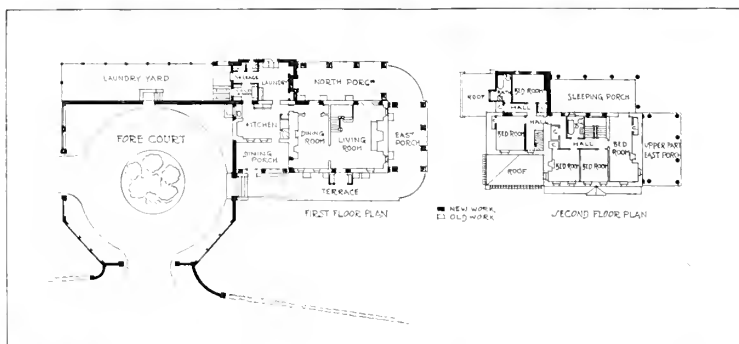 LAUNDRY YARD
STORAGE
LAUNDRY
NORTH PORCH
FORE COURT
KITCHEN
DINING
ROOM
LIVING
ROOM
EAST
PORCH
DINING
PORCH
TERRACE
FIRST FLOOR PLAN
NEW WORK
OLD WORK
ROOF
BED ROOM
SLEEPING PORCH
HALL
HALL
BED ROOM
HALL
BED
ROOM
UPPER PART
EAST PORCH
ROOF
BED ROOM
BED ROOM
SECOND FLOOR PLAN